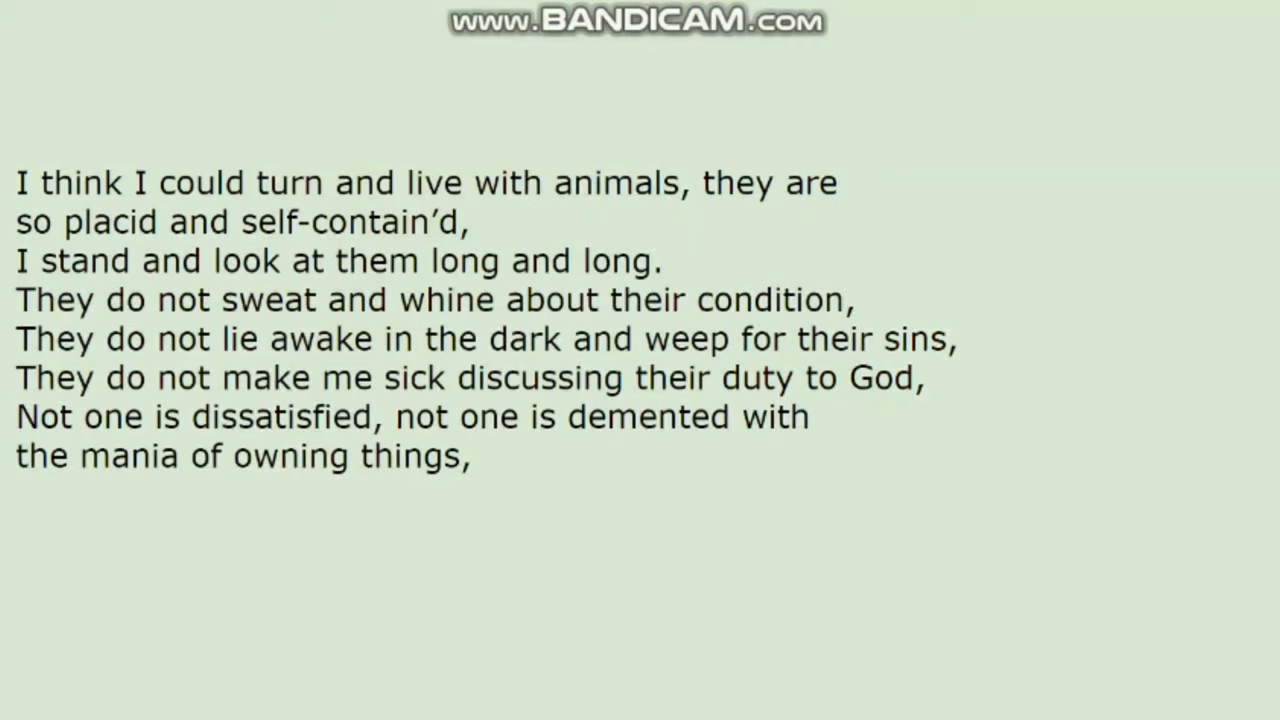 www.BANDICAM.com
I think I could turn and live with animals, they are
so placid and self-contain’d,
I stand and look at them long and long.
They do not sweat and whine about their condition,
They do not lie awake in the dark and weep for their sins,
They do not make me sick discussing their duty to God,
Not one is dissatisfied, not one is demented with
the mania of owning things,